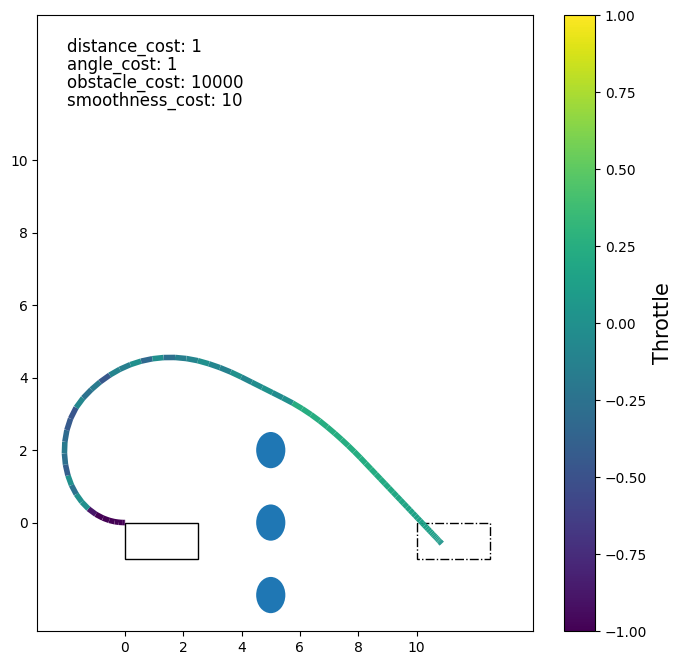 distance_cost: 1
angle_cost: 1
obstacle_cost: 10000
smoothness_cost: 10
10
8
6
4
2
0
0 2 4 6 8 10
1.00
0.75
0.50
0.25
0.00
−0.25
−0.50
−0.75
−1.00
Throttle